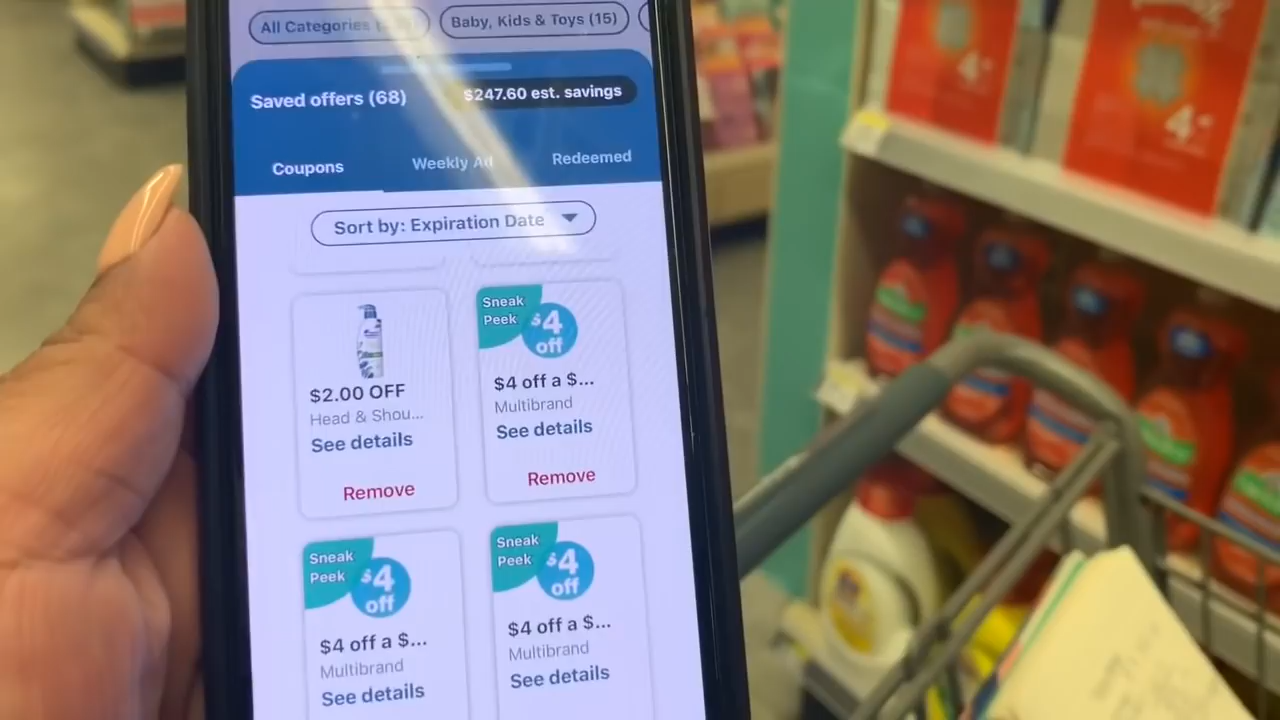 All Categories
Baby, Kids & Toys (15)
Saved offers (68)
$247.60 est. savings
Coupons
Weekly Ad
Redeemed
Sort by: Expiration Date
$2.00 OFF
Head & Shou...
See details
Remove
Sneak
Peek
$4
off
$4 off a $...
Multibrand
See details
Remove
Sneak
Peek
$4
off
$4 off a $...
Multibrand
See details
Sneak
Peek
$4
off
$4 off a $...
Multibrand
See details
4
4